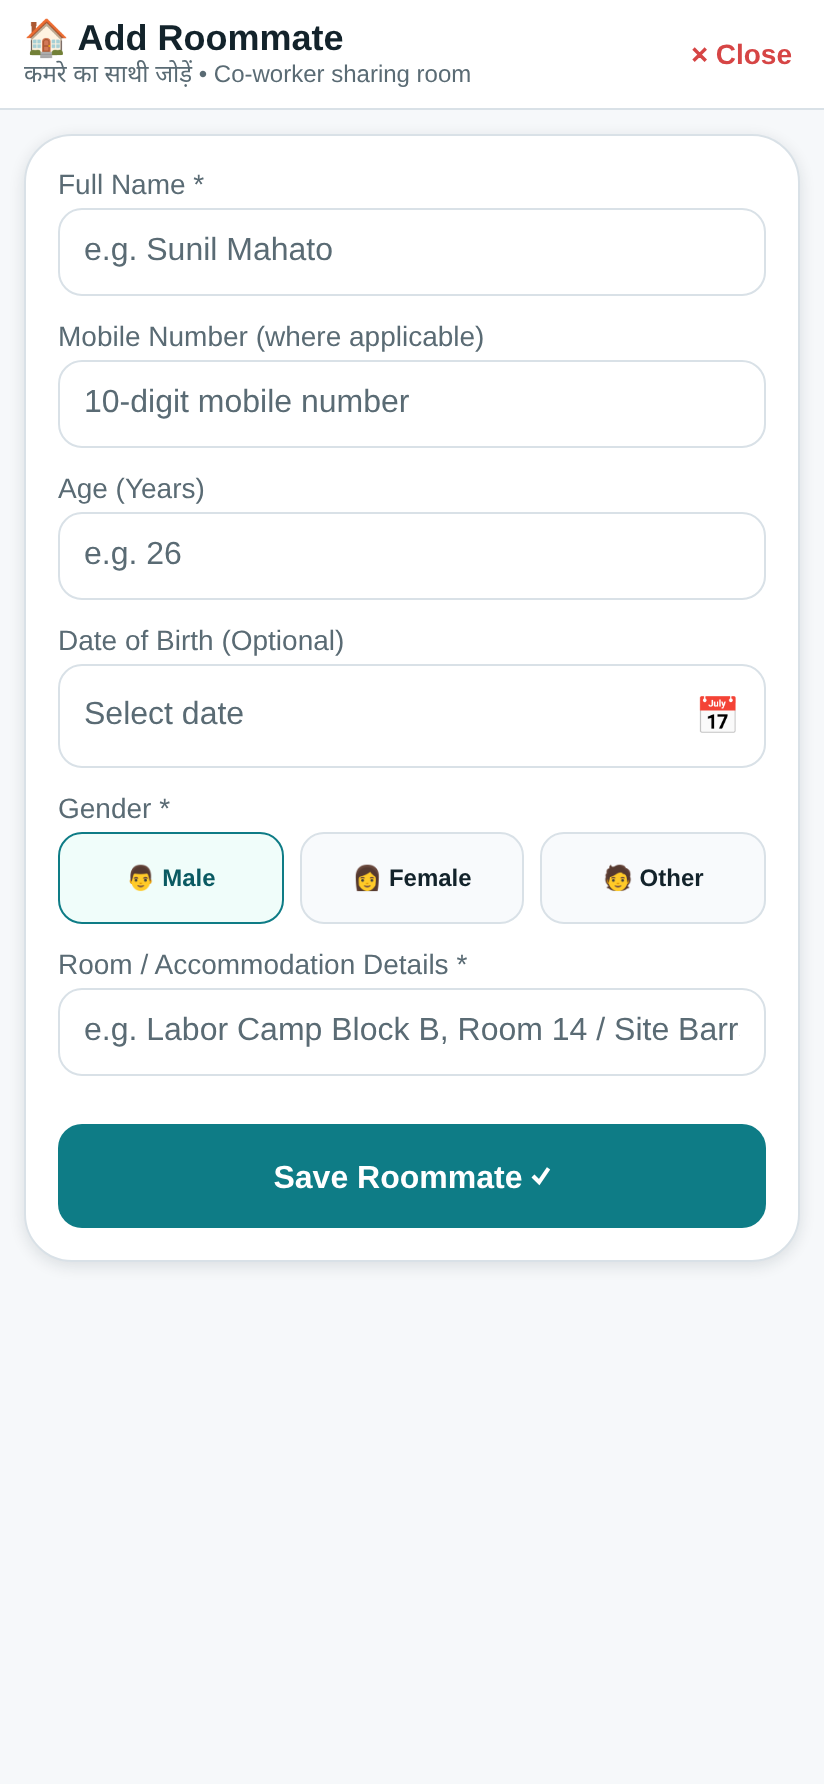 🏠 Add Roommate
कमरे का साथी जोड़ें • Co-worker sharing room
× Close
Full Name *
e.g. Sunil Mahato
Mobile Number (where applicable)
10-digit mobile number
Age (Years)
e.g. 26
Date of Birth (Optional)
Select date 📅
Gender *
👨 Male
👩 Female
🧑 Other
Room / Accommodation Details *
e.g. Labor Camp Block B, Room 14 / Site Barr
Save Roommate ✓